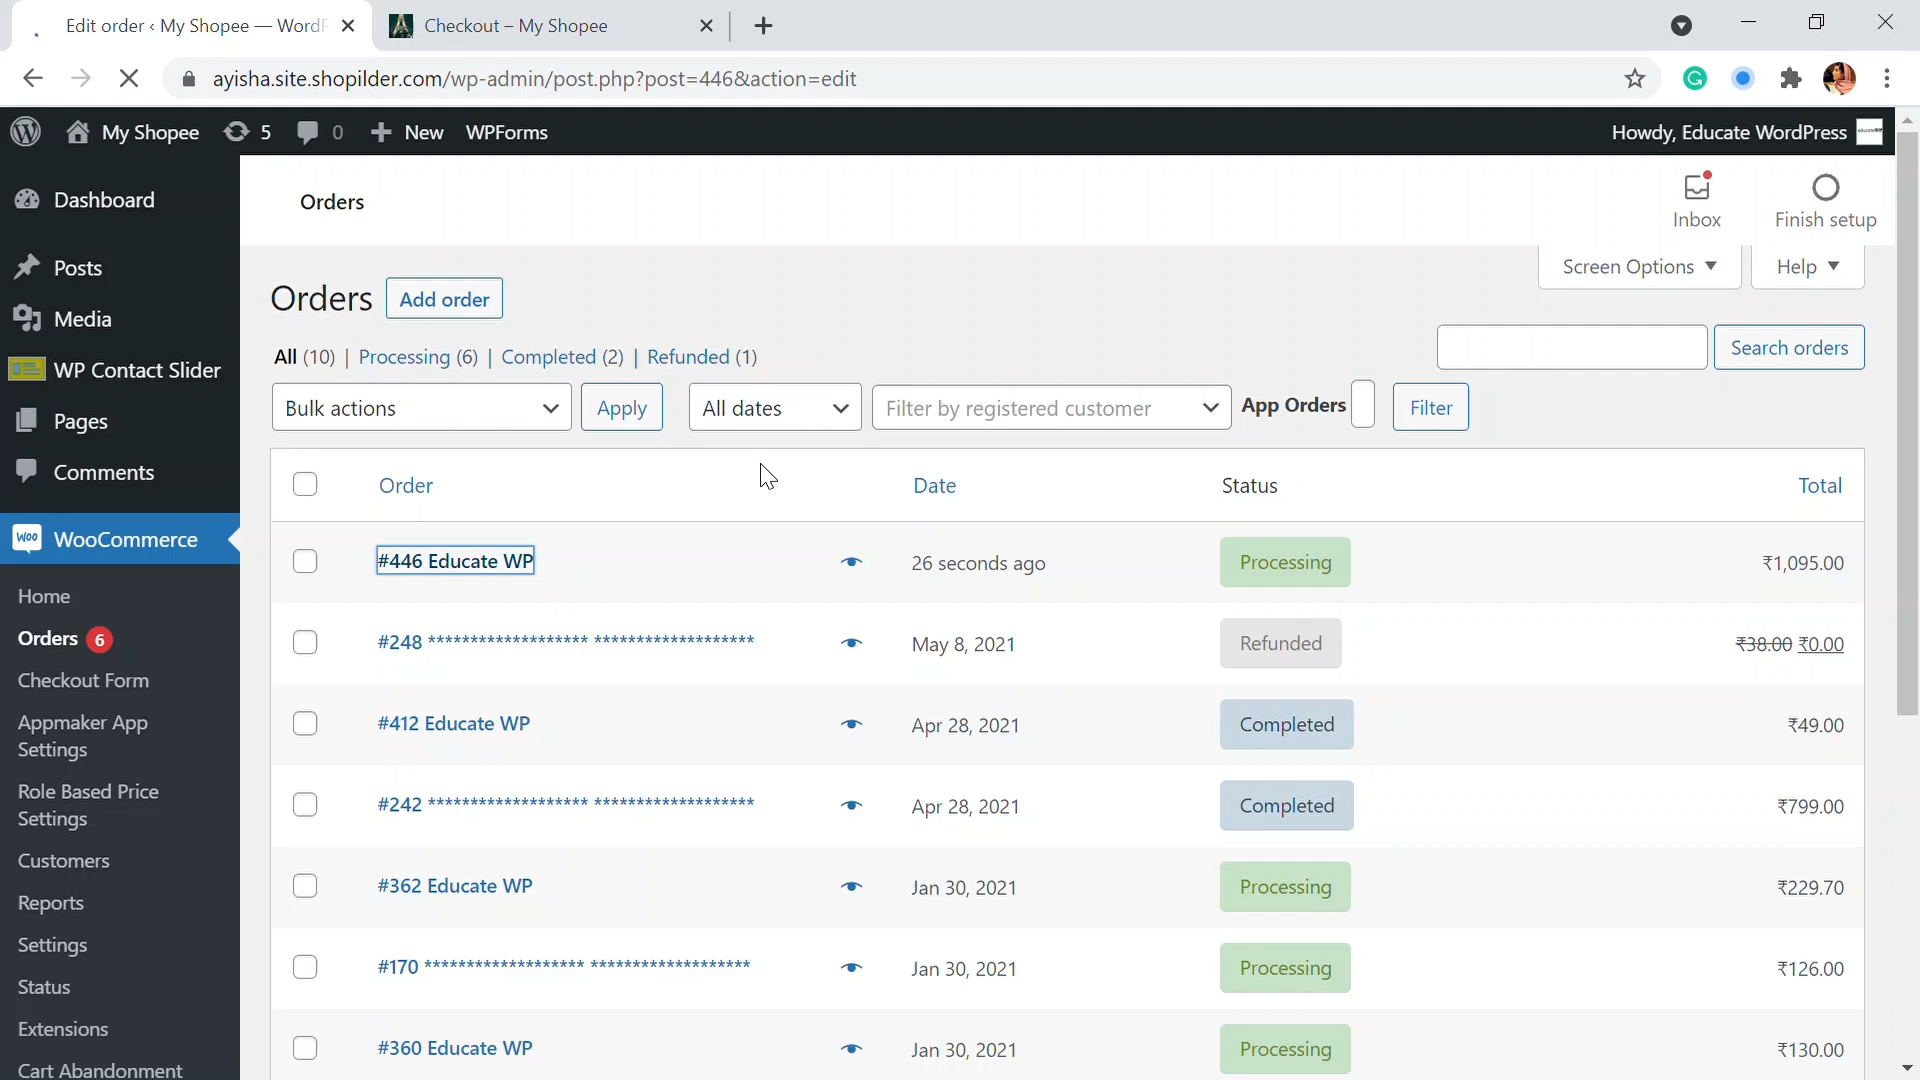 Edit order ‹ My Shopee — WordF
Checkout – My Shopee
ayisha.site.shopilder.com/wp-admin/post.php?post=446&action=edit
My Shopee 5 0 New WPForms
Howdy, Educate WordPress
Dashboard
Posts
Media
WP Contact Slider
Pages
Comments
WooCommerce
Home
Orders 6
Checkout Form
Appmaker App
Settings
Role Based Price
Settings
Customers
Reports
Settings
Status
Extensions
Cart Abandonment
Orders
Inbox
Finish setup
Screen Options
Help
Orders Add order
All (10) | Processing (6) | Completed (2) | Refunded (1)
Search orders
Bulk actions Apply All dates Filter by registered customer App Orders Filter
Order Date Status Total
#446 Educate WP 26 seconds ago Processing ₹1,095.00
#248 ******************* ******************* May 8, 2021 Refunded ₹38.00 ₹0.00
#412 Educate WP Apr 28, 2021 Completed ₹49.00
#242 ******************* ******************* Apr 28, 2021 Completed ₹799.00
#362 Educate WP Jan 30, 2021 Processing ₹229.70
#170 ******************* ******************* Jan 30, 2021 Processing ₹126.00
#360 Educate WP Jan 30, 2021 Processing ₹130.00